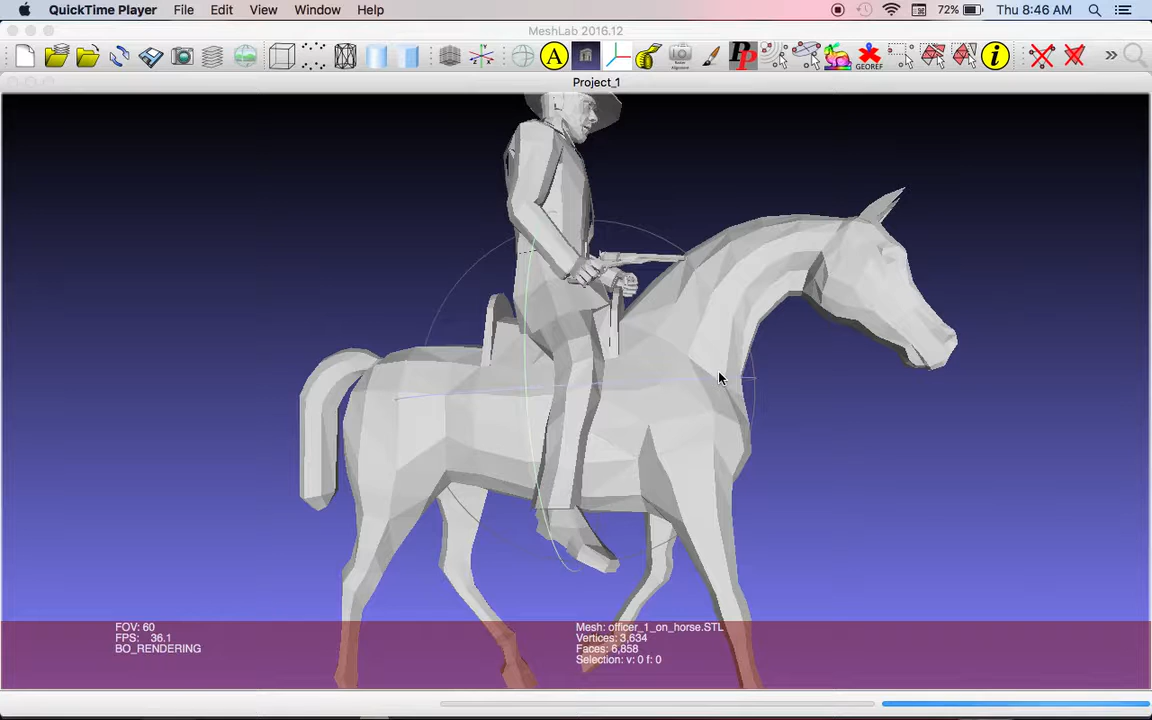 QuickTime Player File Edit View Window Help 72% Thu 8:46 AM
MeshLab 2016.12
A Pp GEOREF i »
Project_1
FOV: 60
FPS: 36.1
BO_RENDERING
Mesh: officer_1_on_horse.STL
Vertices: 3,634
Faces: 6,858
Selection: v: 0 f: 0